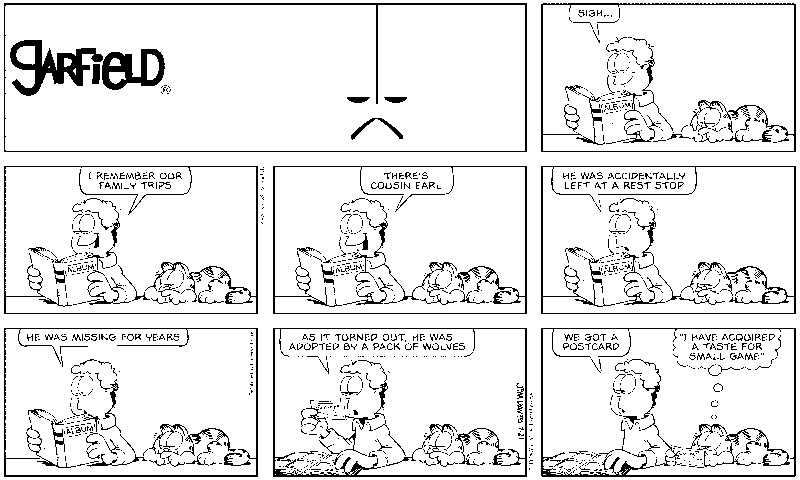 GARFIELD
®
SIGH...
ALBUM
I REMEMBER OUR
FAMILY TRIPS
ALBUM
THERE'S
COUSIN EARL
ALBUM
HE WAS ACCIDENTALLY
LEFT AT A REST STOP
ALBUM
HE WAS MISSING FOR YEARS
ALBUM
AS IT TURNED OUT, HE WAS
ADOPTED BY A PACK OF WOLVES
JIM DAVIS 7-21
WE GOT A
POSTCARD
"I HAVE ACQUIRED
A TASTE FOR
SMALL GAME"